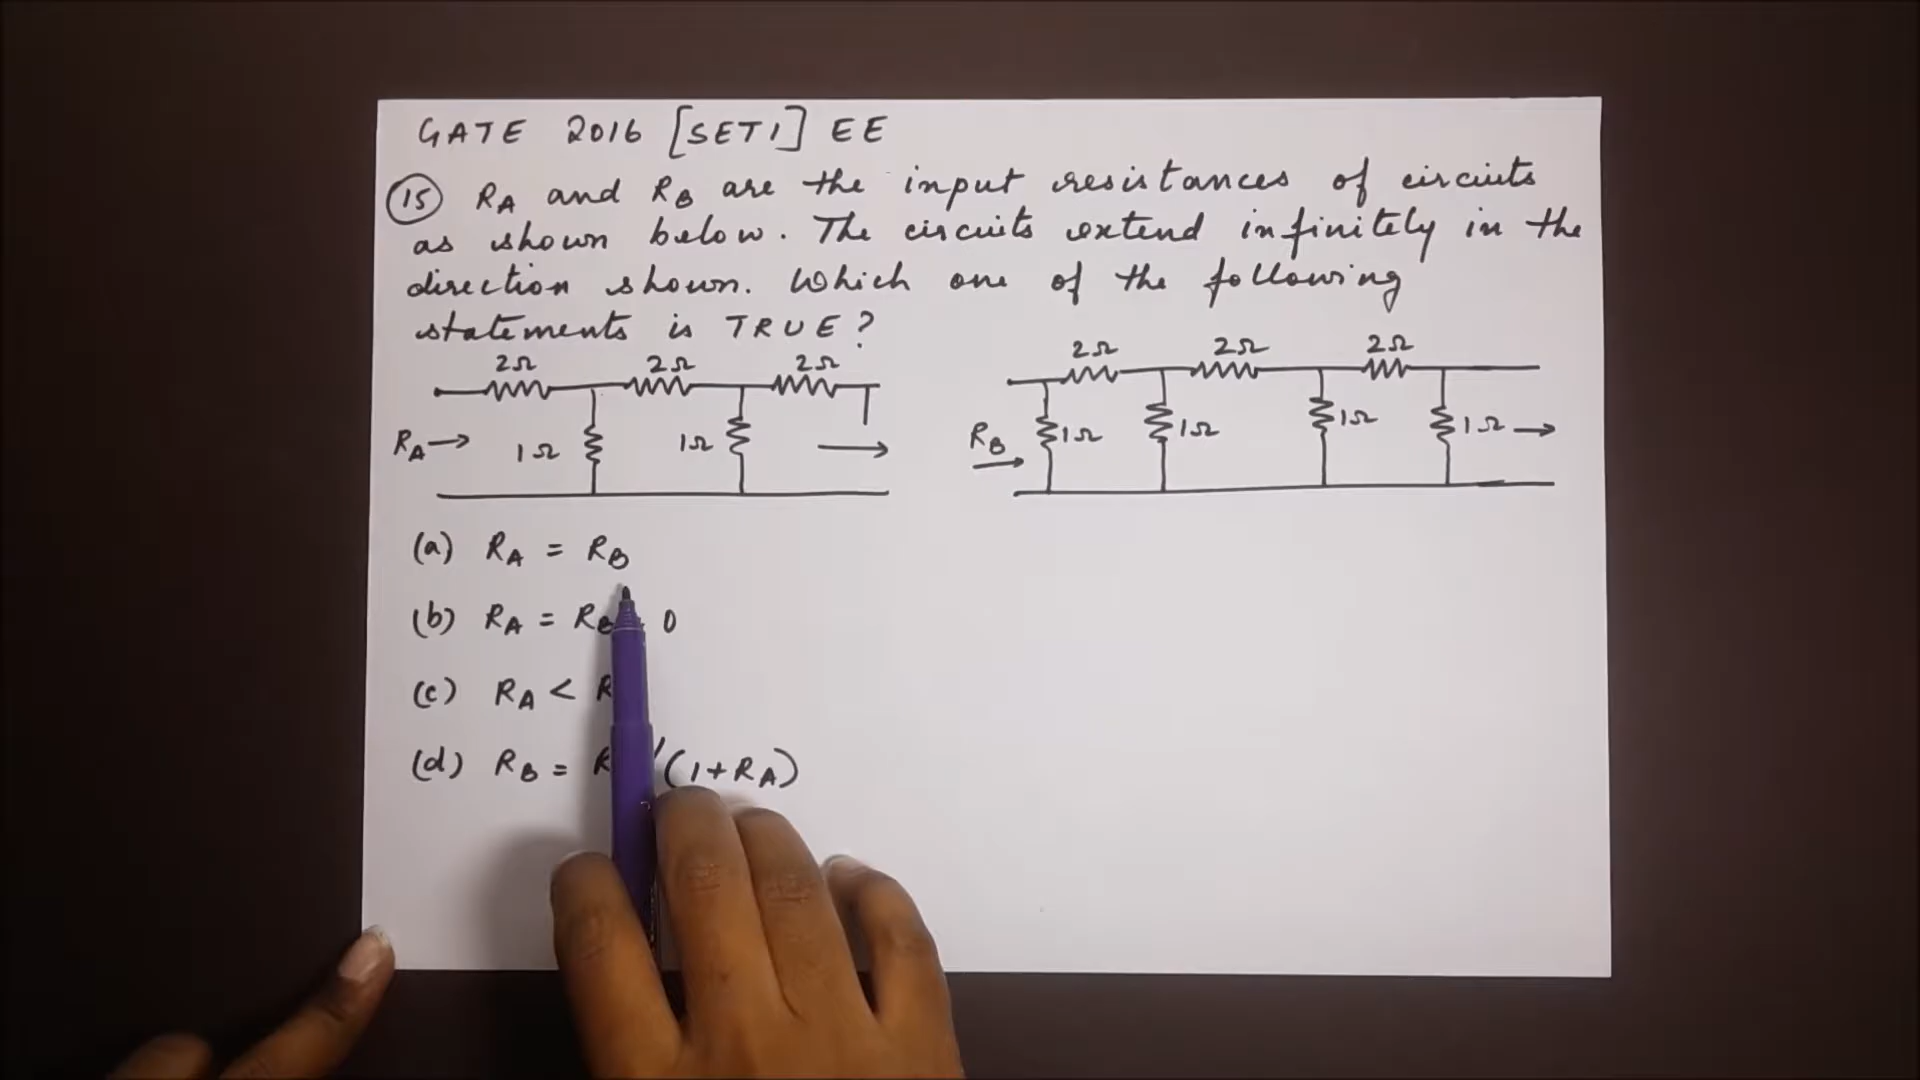 GATE 2016 [SET1] EE
15 RA and RB are the input resistances of circuits
as shown below. The circuits extend infinitely in the
direction shown. Which one of the following
statements is TRUE?
2Ω 2Ω 2Ω
RA 1Ω 1Ω
2Ω 2Ω 2Ω
RB 1Ω 1Ω 1Ω 1Ω
(a) RA = RB
(b) RA = 0
(c) RA <
(d) RB = /(1+RA)